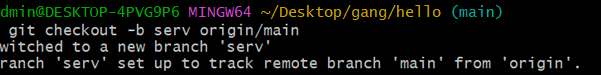 dmin@DESKTOP-4PVG9P6 MINGW64 ~/Desktop/gang/hello (main)
git checkout -b serv origin/main
witched to a new branch 'serv'
ranch 'serv' set up to track remote branch 'main' from 'origin'.